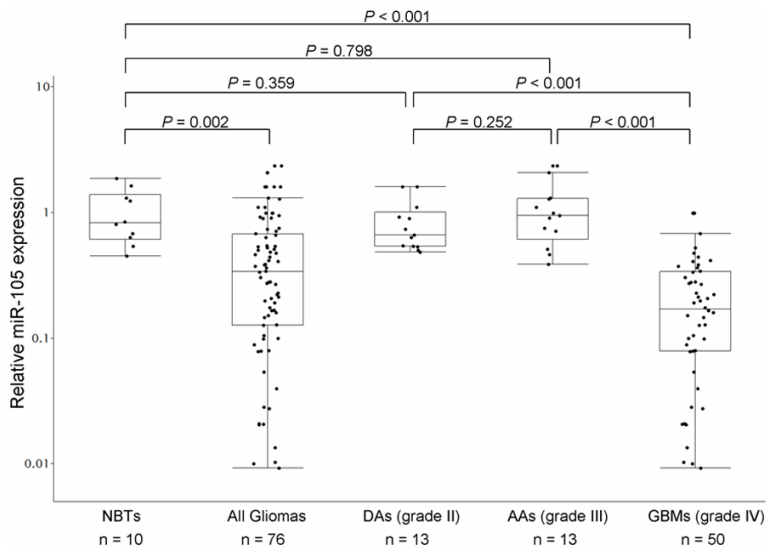 P < 0.001
P = 0.798
P = 0.359
P < 0.001
P = 0.002
P = 0.252
P < 0.001
Relative miR-105 expression
10
1
0.1
0.01
NBTs
All Gliomas
DAs (grade II)
AAs (grade III)
GBMs (grade IV)
n = 10
n = 76
n = 13
n = 13
n = 50